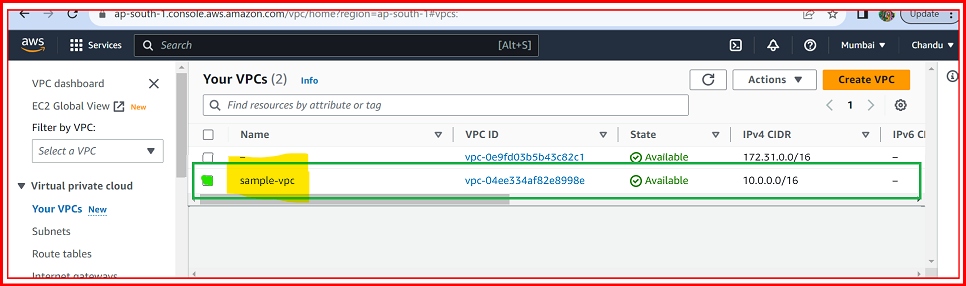 ap-south-1.console.aws.amazon.com/vpc/home?region=ap-south-1#vpcs:
Update
aws Services Search [Alt+S] Mumbai Chandu
VPC dashboard
EC2 Global View New
Filter by VPC:
Select a VPC
Virtual private cloud
Your VPCs New
Subnets
Route tables
Internet gateways
Your VPCs (2) Info Actions Create VPC
Find resources by attribute or tag 1
Name VPC ID State IPv4 CIDR IPv6 CI
– vpc-0e9fd03b5b43c82c1 Available 172.31.0.0/16 –
sample-vpc vpc-04ee334af82e8998e Available 10.0.0.0/16 –